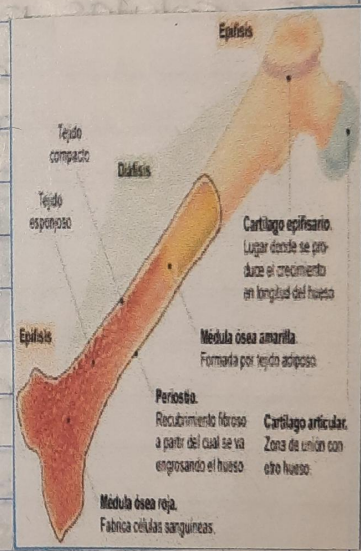 Epífisis
Tejido
compacto
Diáfisis
Tejido
esponjoso
Cartílago epifisario.
Lugar donde se pro-
duce el crecimiento
en longitud del hueso
Epífisis
Médula ósea amarilla.
Formada por tejido adiposo.
Periostio.
Recubrimiento fibroso
a partir del cual se va
engrosando el hueso.
Cartílago articular.
Zona de unión con
otro hueso.
Médula ósea roja.
Fabrica células sanguíneas.